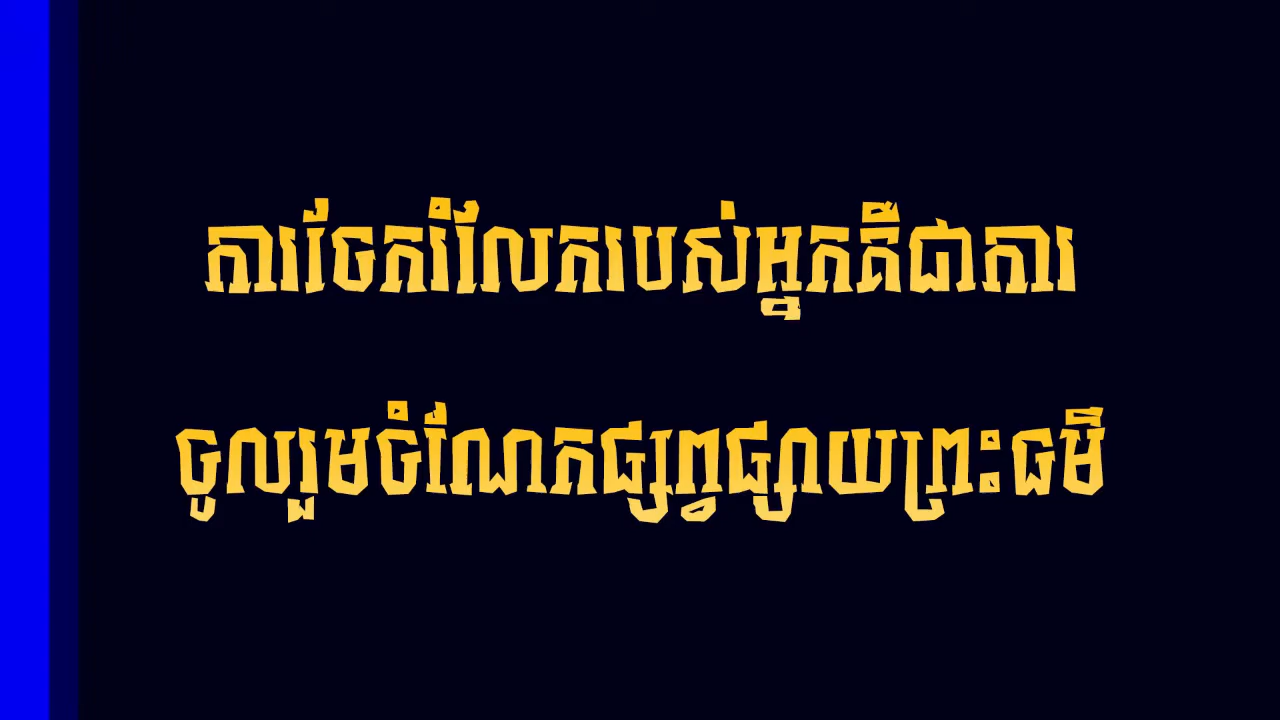 ការចែករំលែករបស់អ្នកគឺជាការ
ចូលរួមចំណែកផ្សព្វផ្សាយព្រះធម៌